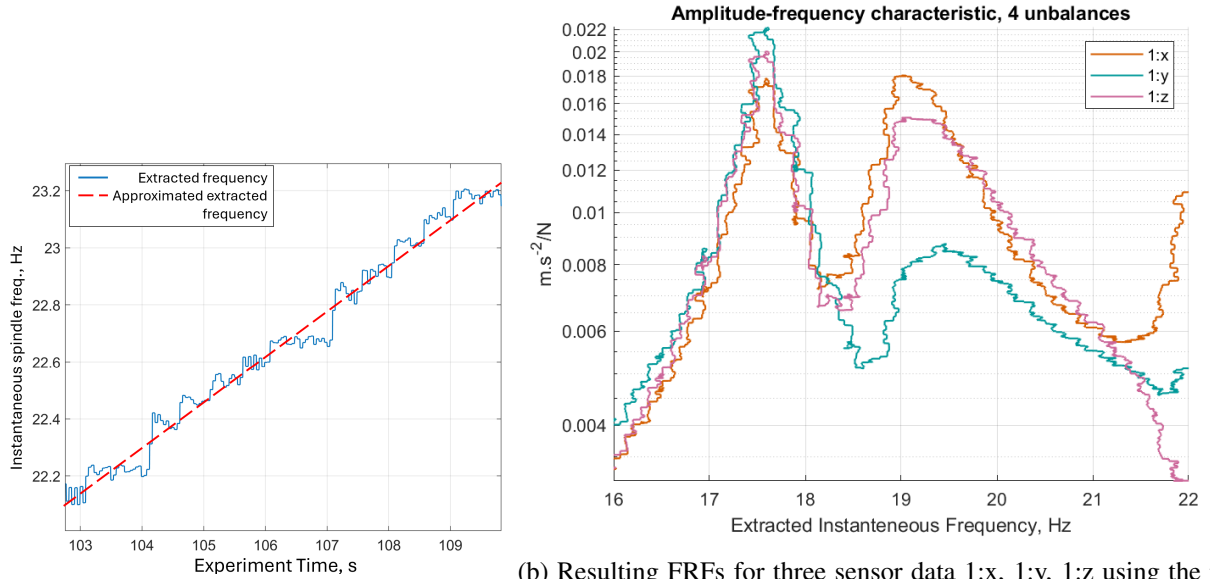 Extracted frequency
Approximated extracted
frequency
Instantaneous spindle freq., Hz
23.2
23
22.8
22.6
22.4
22.2
103
104
105
106
107
108
109
Experiment Time, s
Amplitude-frequency characteristic, 4 unbalances
1:x
1:y
1:z
m.s-2/N
0.022
0.02
0.018
0.016
0.014
0.012
0.01
0.008
0.006
0.004
16
17
18
19
20
21
22
Extracted Instanteneous Frequency, Hz
(b) Resulting FRFs for three sensor data 1:x, 1:y, 1:z using the